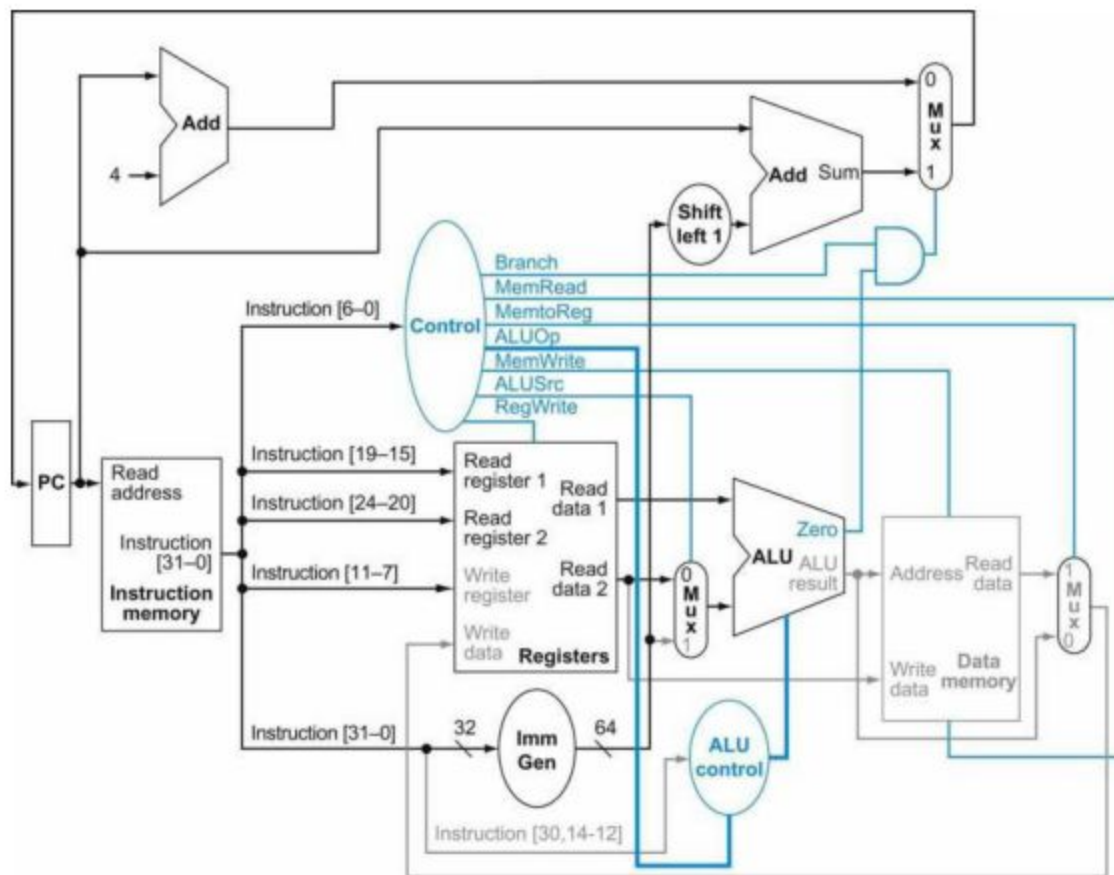 Add
4
0
Mux
1
Add Sum
Shift
left 1
Branch
MemRead
MemtoReg
ALUOp
MemWrite
ALUSrc
RegWrite
Control
Instruction [6–0]
PC
Read
address
Instruction
[31–0]
Instruction
memory
Instruction [19–15]
Instruction [24–20]
Instruction [11–7]
Read
register 1
Read
register 2
Write
register
Write
data
Read
data 1
Read
data 2
Registers
0
Mux
1
Zero
ALU
ALU
result
Address
Read
data
Write
data
Data
memory
1
Mux
0
Instruction [31–0]
32
Imm
Gen
64
ALU
control
Instruction [30,14-12]